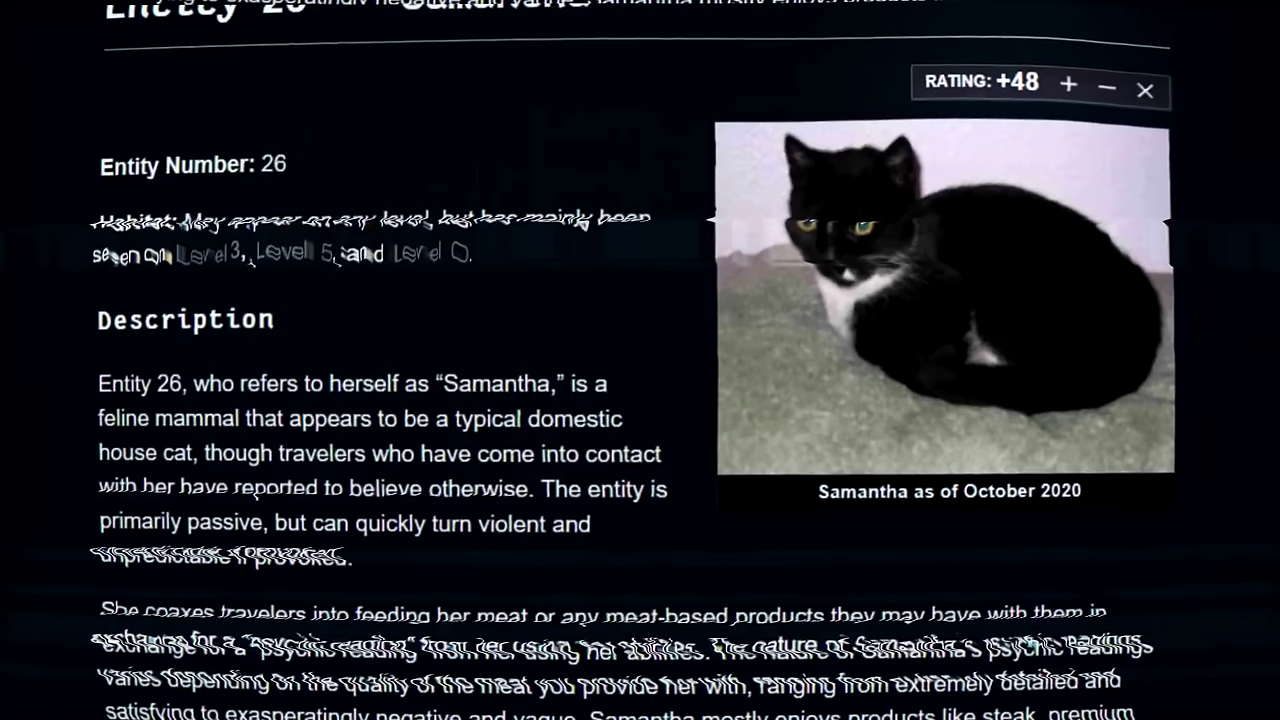 Entity 26
RATING: +48 + − ×
Entity Number: 26
Habitat: May appear on any level, but has mainly been
seen on Level 3, Level 5, and Level 0.
Description
Entity 26, who refers to herself as “Samantha,” is a
feline mammal that appears to be a typical domestic
house cat, though travelers who have come into contact
with her have reported to believe otherwise. The entity is
primarily passive, but can quickly turn violent and
unpredictable if provoked.
She coaxes travelers into feeding her meat or any meat-based products they may have with them in
exchange for a “psychic reading” from her using her abilities. The nature of Samantha's psychic readings
varies depending on the quality of the meat you provide her with, ranging from extremely detailed and
satisfying to exasperatingly negative and vague. Samantha mostly enjoys products like steak, premium
Samantha as of October 2020